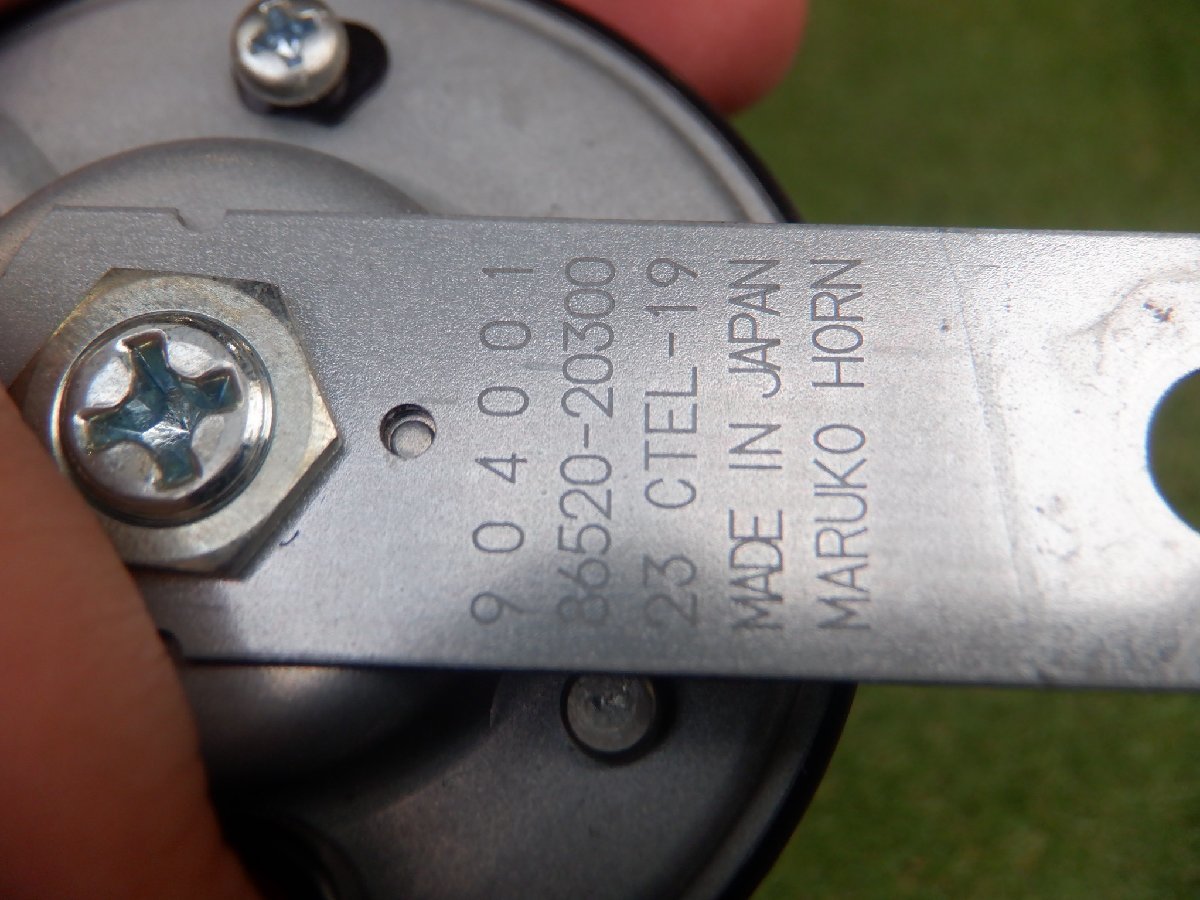 9 0 4 0 0 1
86520-20300
23 CTEL-19
MADE IN JAPAN
MARUKO HORN